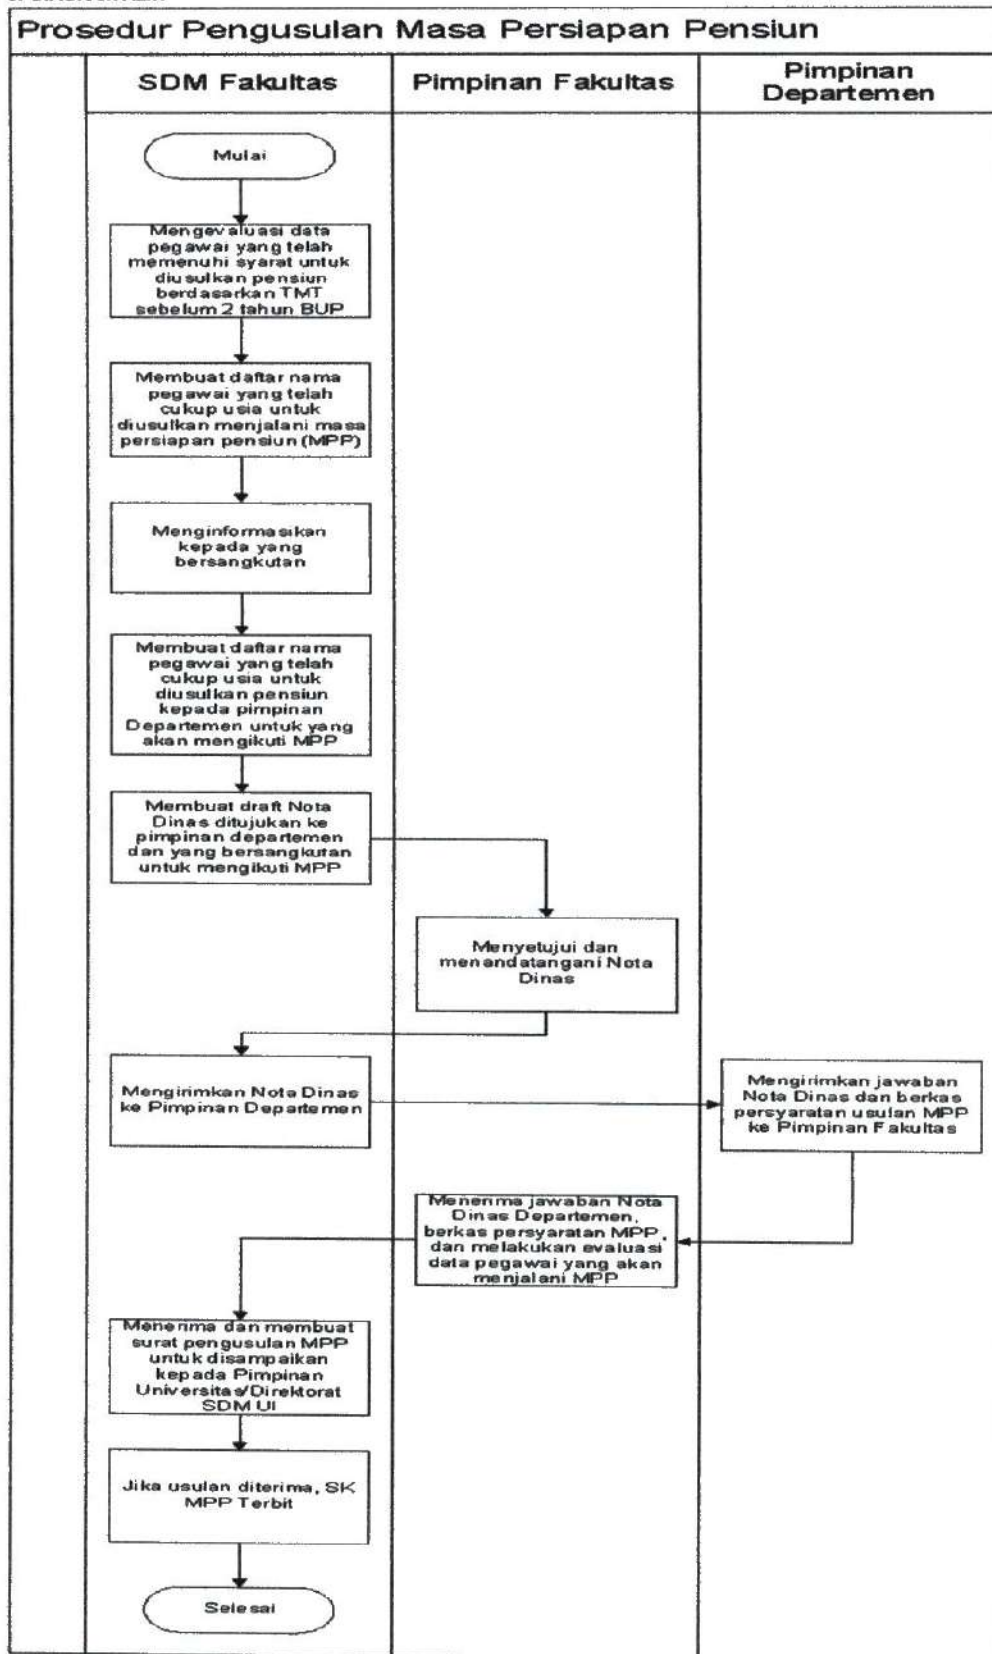 Prosedur Pengusulan Masa Persiapan Pensiun
SDM Fakultas
Pimpinan Fakultas
Pimpinan
Departemen
Mulai
Mengevaluasi data
pegawai yang telah
memenuhi syarat untuk
diusulkan pensiun
berdasarkan TMT
sebelum 2 tahun BUP
Membuat daftar nama
pegawai yang telah
cukup usia untuk
diusulkan menjalani masa
persiapan pensiun (MPP)
Menginformasikan
kepada yang
bersangkutan
Membuat daftar nama
pegawai yang telah
cukup usia untuk
diusulkan pensiun
kepada pimpinan
Departemen untuk yang
akan mengikuti MPP
Membuat draft Nota
Dinas ditujukan ke
pimpinan departemen
dan yang bersangkutan
untuk mengikuti MPP
Menyetujui dan
menandatangani Nota
Dinas
Mengirimkan Nota Dinas
ke Pimpinan Departemen
Mengirimkan jawaban
Nota Dinas dan berkas
persyaratan usulan MPP
ke Pimpinan Fakultas
Menerima jawaban Nota
Dinas Departemen,
berkas persyaratan MPP,
dan melakukan evaluasi
data pegawai yang akan
menjalani MPP
Menerima dan membuat
surat pengusulan MPP
untuk disampaikan
kepada Pimpinan
Universitas/Direktorat
SDM UI
Jika usulan diterima, SK
MPP Terbit
Selesai